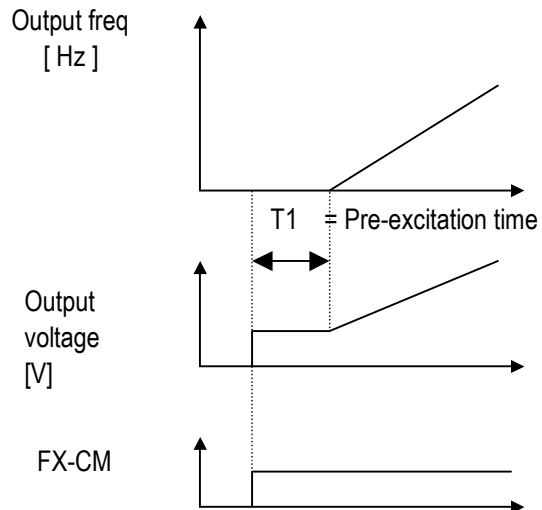 Output freq
[ Hz ]
T1 = Pre-excitation time
Output
voltage
[V]
FX-CM